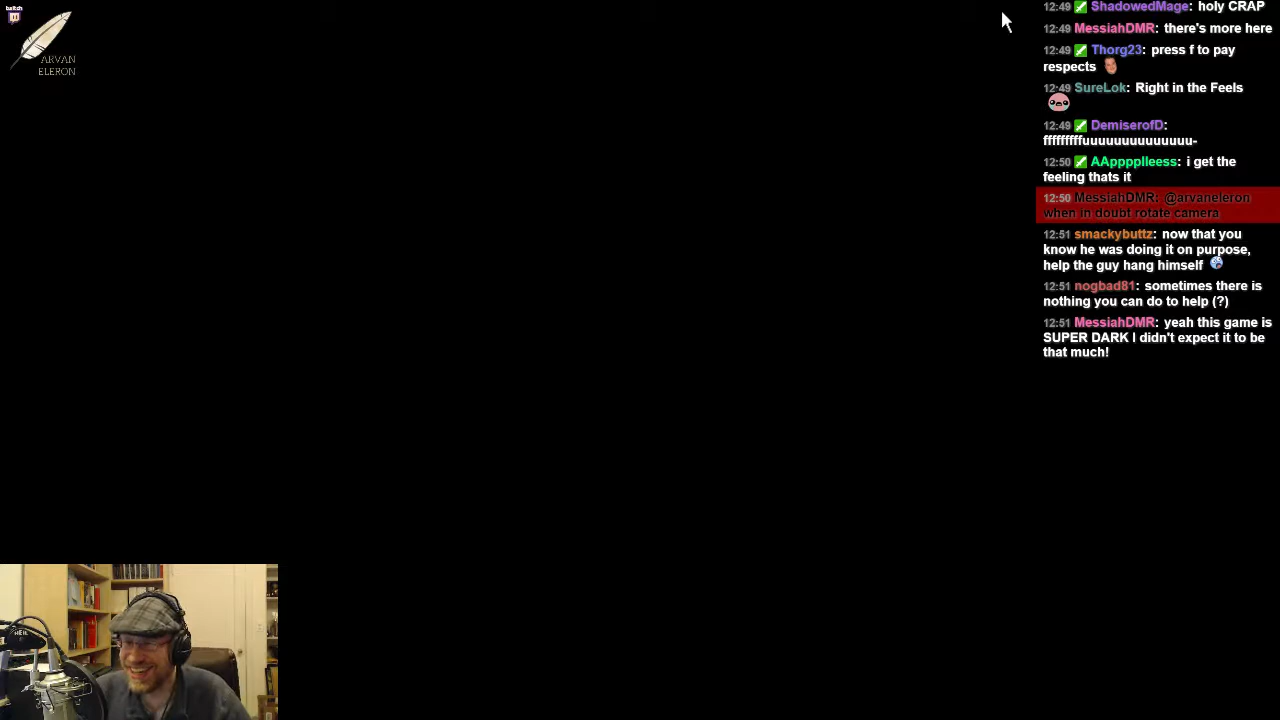 twitch
ARVAN
ELERON
12:49 ShadowedMage: holy CRAP
12:49 MessiahDMR: there's more here
12:49 Thorg23: press f to pay
respects
12:49 SureLok: Right in the Feels
12:49 DemiserofD:
fffffffffuuuuuuuuuuuuuu-
12:50 AAppppplleess: i get the
feeling thats it
12:50 MessiahDMR: @arvaneleron
when in doubt rotate camera
12:51 smackybuttz: now that you
know he was doing it on purpose,
help the guy hang himself
12:51 nogbad81: sometimes there is
nothing you can do to help (?)
12:51 MessiahDMR: yeah this game is
SUPER DARK I didn't expect it to be
that much!
HEIL